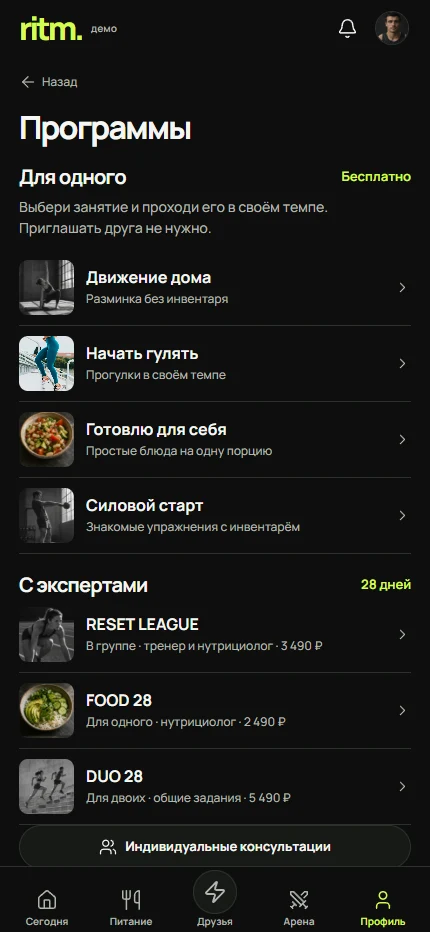 ritm. демо
Назад
Программы
Для одного Бесплатно
Выбери занятие и проходи его в своём темпе.
Приглашать друга не нужно.
Движение дома
Разминка без инвентаря
Начать гулять
Прогулки в своём темпе
Готовлю для себя
Простые блюда на одну порцию
Силовой старт
Знакомые упражнения с инвентарём
С экспертами 28 дней
RESET LEAGUE
В группе · тренер и нутрициолог · 3 490 ₽
FOOD 28
Для одного · нутрициолог · 2 490 ₽
DUO 28
Для двоих · общие задания · 5 490 ₽
Индивидуальные консультации
Сегодня Питание Друзья Арена Профиль